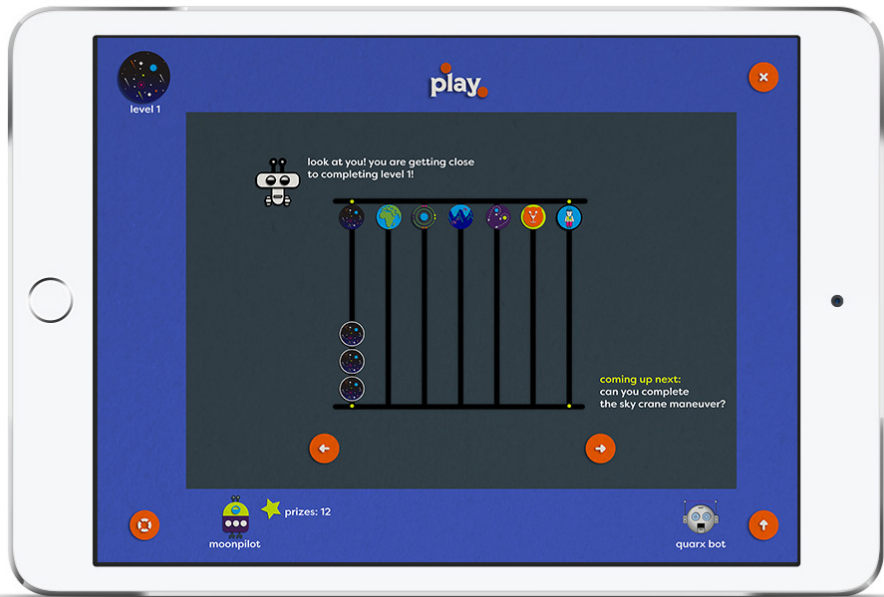 play
level 1
look at you! you are getting close
to completing level 1!
coming up next:
can you complete
the sky crane maneuver?
prizes: 12
moonpilot
quarx bot